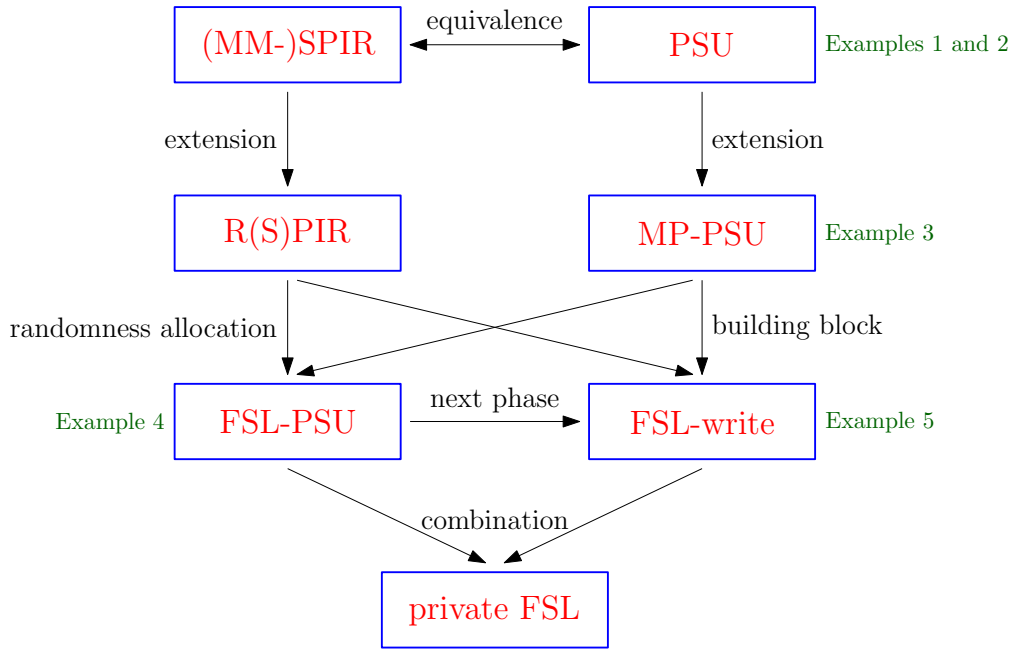 equivalence
(MM-)SPIR
PSU
Examples 1 and 2
extension
extension
R(S)PIR
MP-PSU
Example 3
randomness allocation
building block
next phase
Example 4
FSL-PSU
FSL-write
Example 5
combination
private FSL